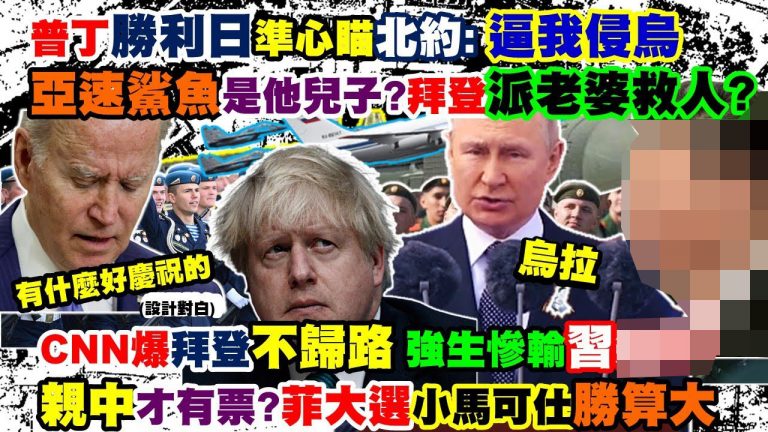 普丁勝利日準心瞄北約: 逼我侵烏
亞速鯊魚是他兒子?拜登派老婆救人?
有什麼好慶祝的
(設計對白)
烏拉
CNN爆拜登不歸路 強生慘輸習
親中才有票?菲大選小馬可仕勝算大